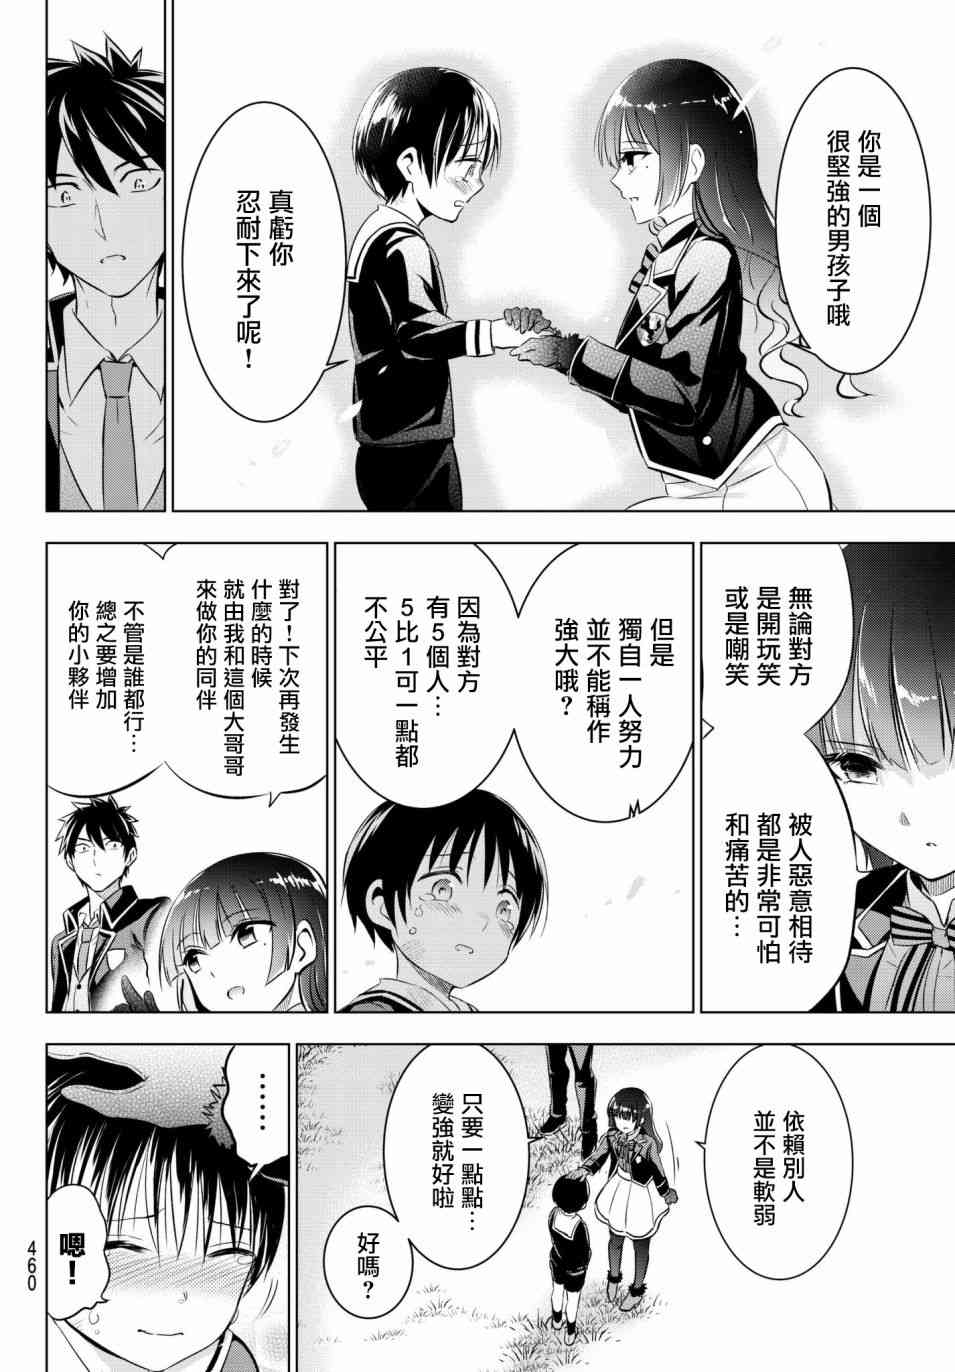 你是一個
很堅強的男孩子哦
真虧你
忍耐下來了呢！
無論對方
是開玩笑
或是嘲笑
被人惡意相待
都是非常可怕
和痛苦的…
但是
獨自一人努力
並不能稱作
強大哦？
因為對方
有5個人…
5比1可一點都
不公平
對了！下次再發生
什麼的時候
就由我和這個大哥哥
來做你的同伴
不管是誰都行…
總之要增加
你的小夥伴
依賴別人
並不是軟弱
只要一點點…
變強就好啦
好嗎？
……
嗯！
460